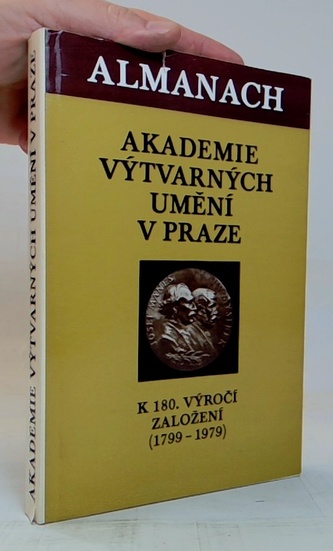 ALMANACH
AKADEMIE
VÝTVARNÝCH
UMĚNÍ
V PRAZE
K 180. VÝROČÍ
ZALOŽENÍ
(1799 – 1979)
AKADEMIE VÝTVARNÝCH UMĚNÍ V PRAZE